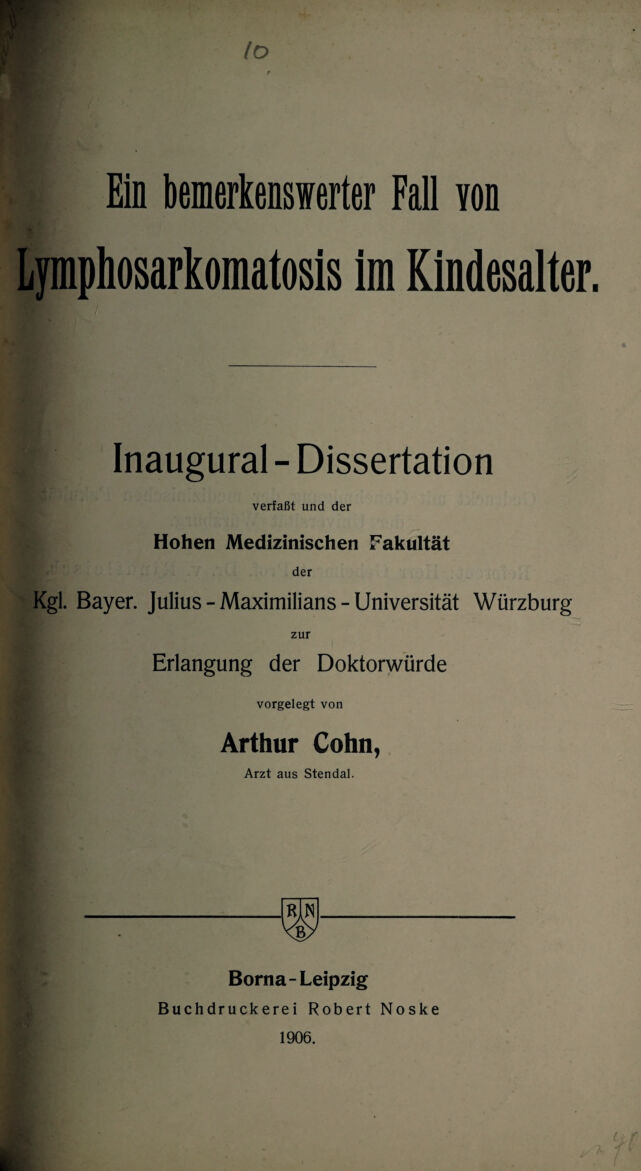 10
Ein bemerkenswerter Fall von
Lymphosarkomatosis im Kindesalter.
Inaugural-Dissertation
verfaßt und der
Hohen Medizinischen Fakultät
der
Kgl. Bayer. Julius-Maximilians-Universität Würzburg
zur
Erlangung der Doktorwürde
vorgelegt von
Arthur Cohn,
Arzt aus Stendal.
R N
B
Borna-Leipzig
Buchdruckerei Robert Noske
1906.